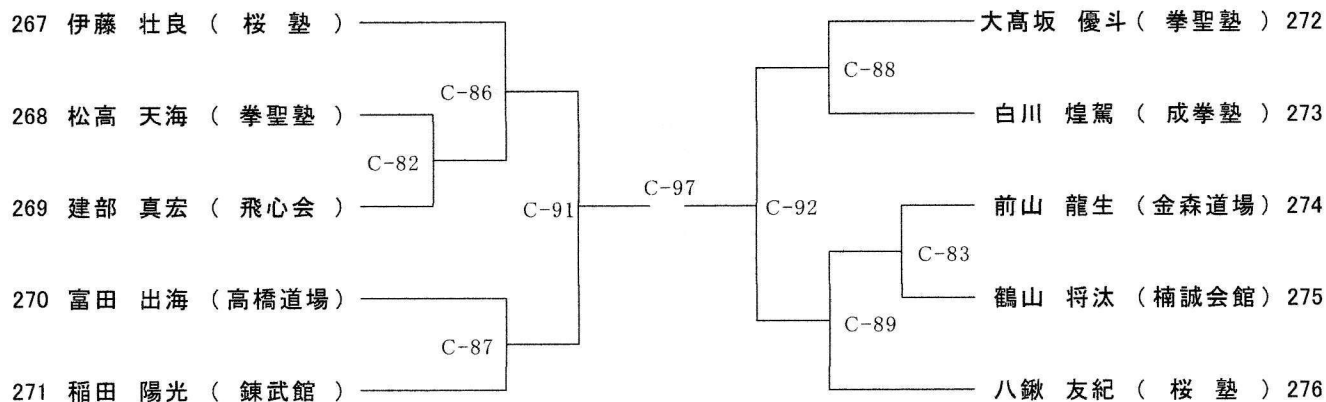 267 伊藤 壮良 ( 桜 塾 )
268 松高 天海 ( 拳聖塾 )
269 建部 真宏 ( 飛心会 )
270 富田 出海 (高橋道場)
271 稲田 陽光 ( 錬武館 )
C-82
C-86
C-87
C-91
C-97
C-92
C-88
C-83
C-89
大髙坂 優斗 ( 拳聖塾 ) 272
白川 煌駕 ( 成拳塾 ) 273
前山 龍生 (金森道場) 274
鶴山 将汰 (楠誠会館) 275
八鍬 友紀 ( 桜 塾 ) 276